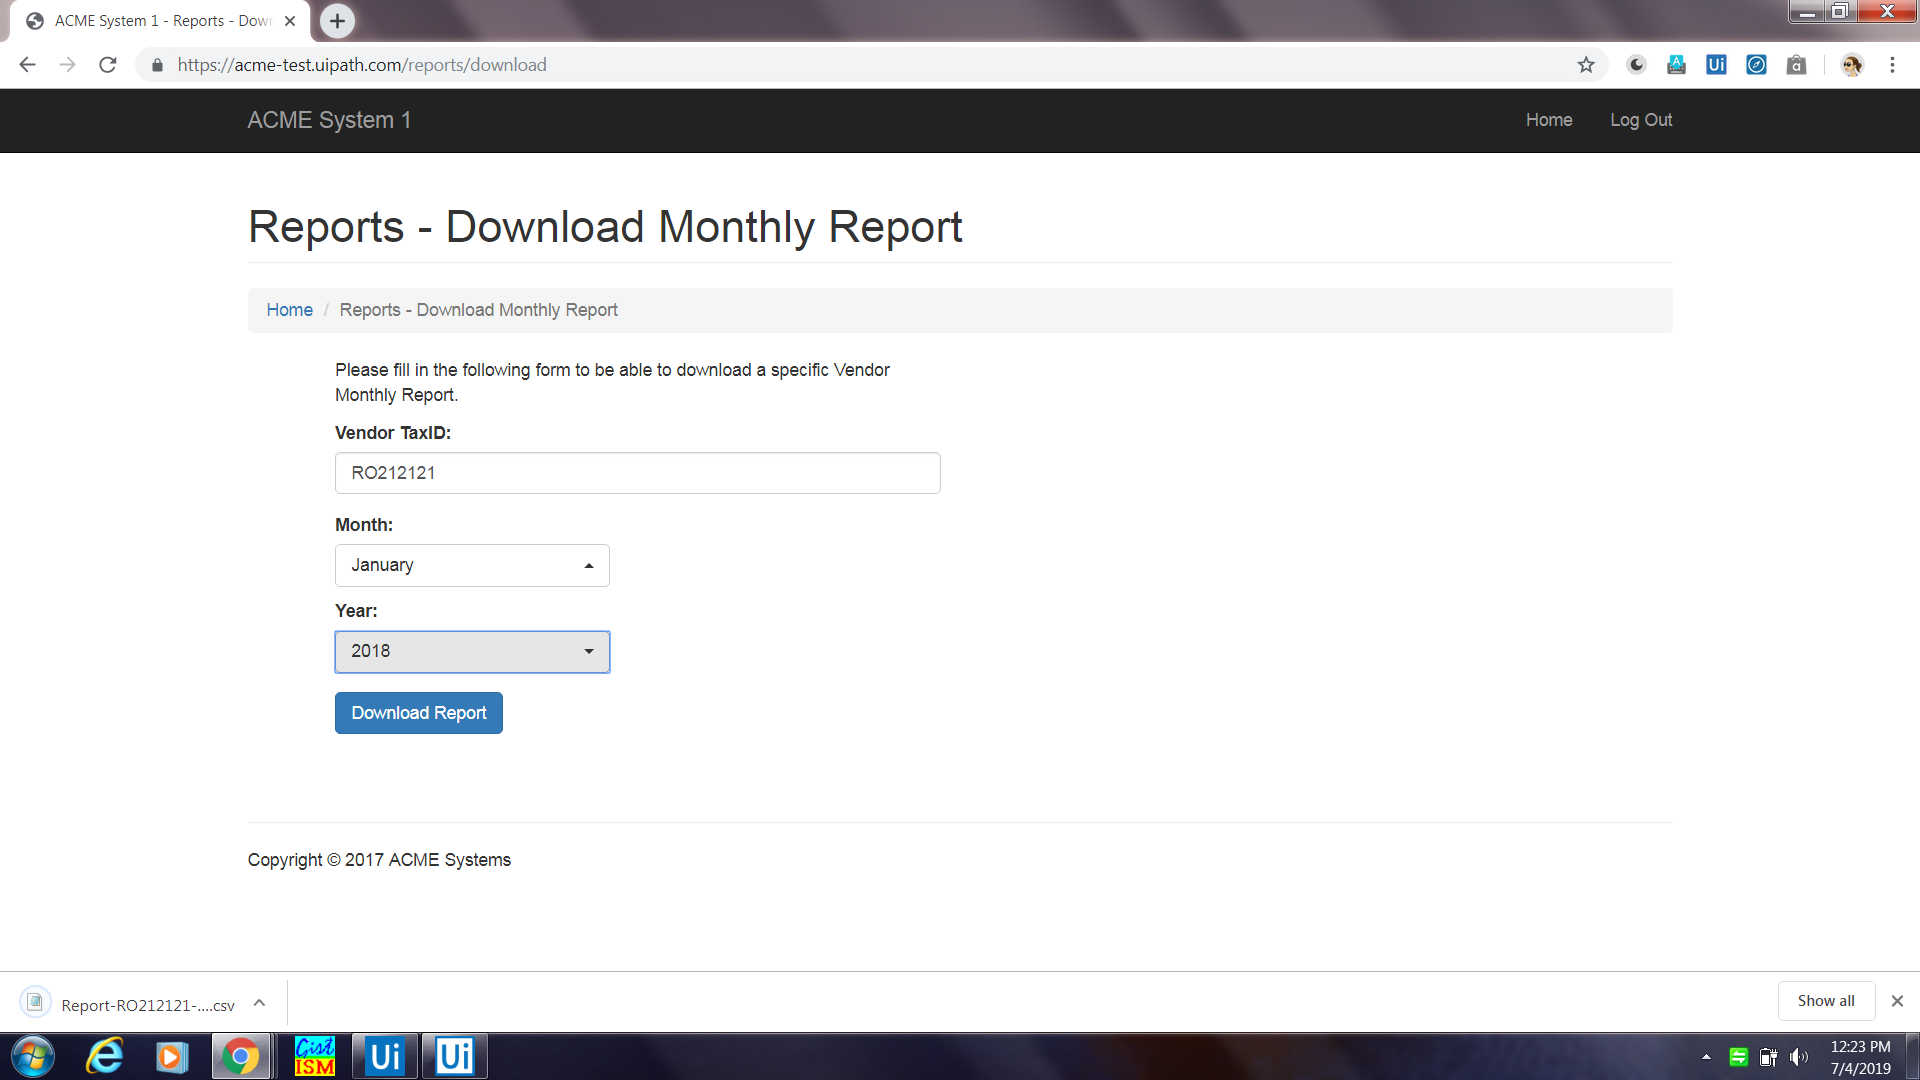 ACME System 1 - Reports - Dow
https://acme-test.uipath.com/reports/download
ACME System 1
Home
Log Out
Reports - Download Monthly Report
Home / Reports - Download Monthly Report
Please fill in the following form to be able to download a specific Vendor
Monthly Report.
Vendor TaxID:
RO212121
Month:
January
Year:
2018
Download Report
Copyright © 2017 ACME Systems
Report-RO212121-....csv
Show all
Gist
ISM
Ui
Ui
12:23 PM
7/4/2019